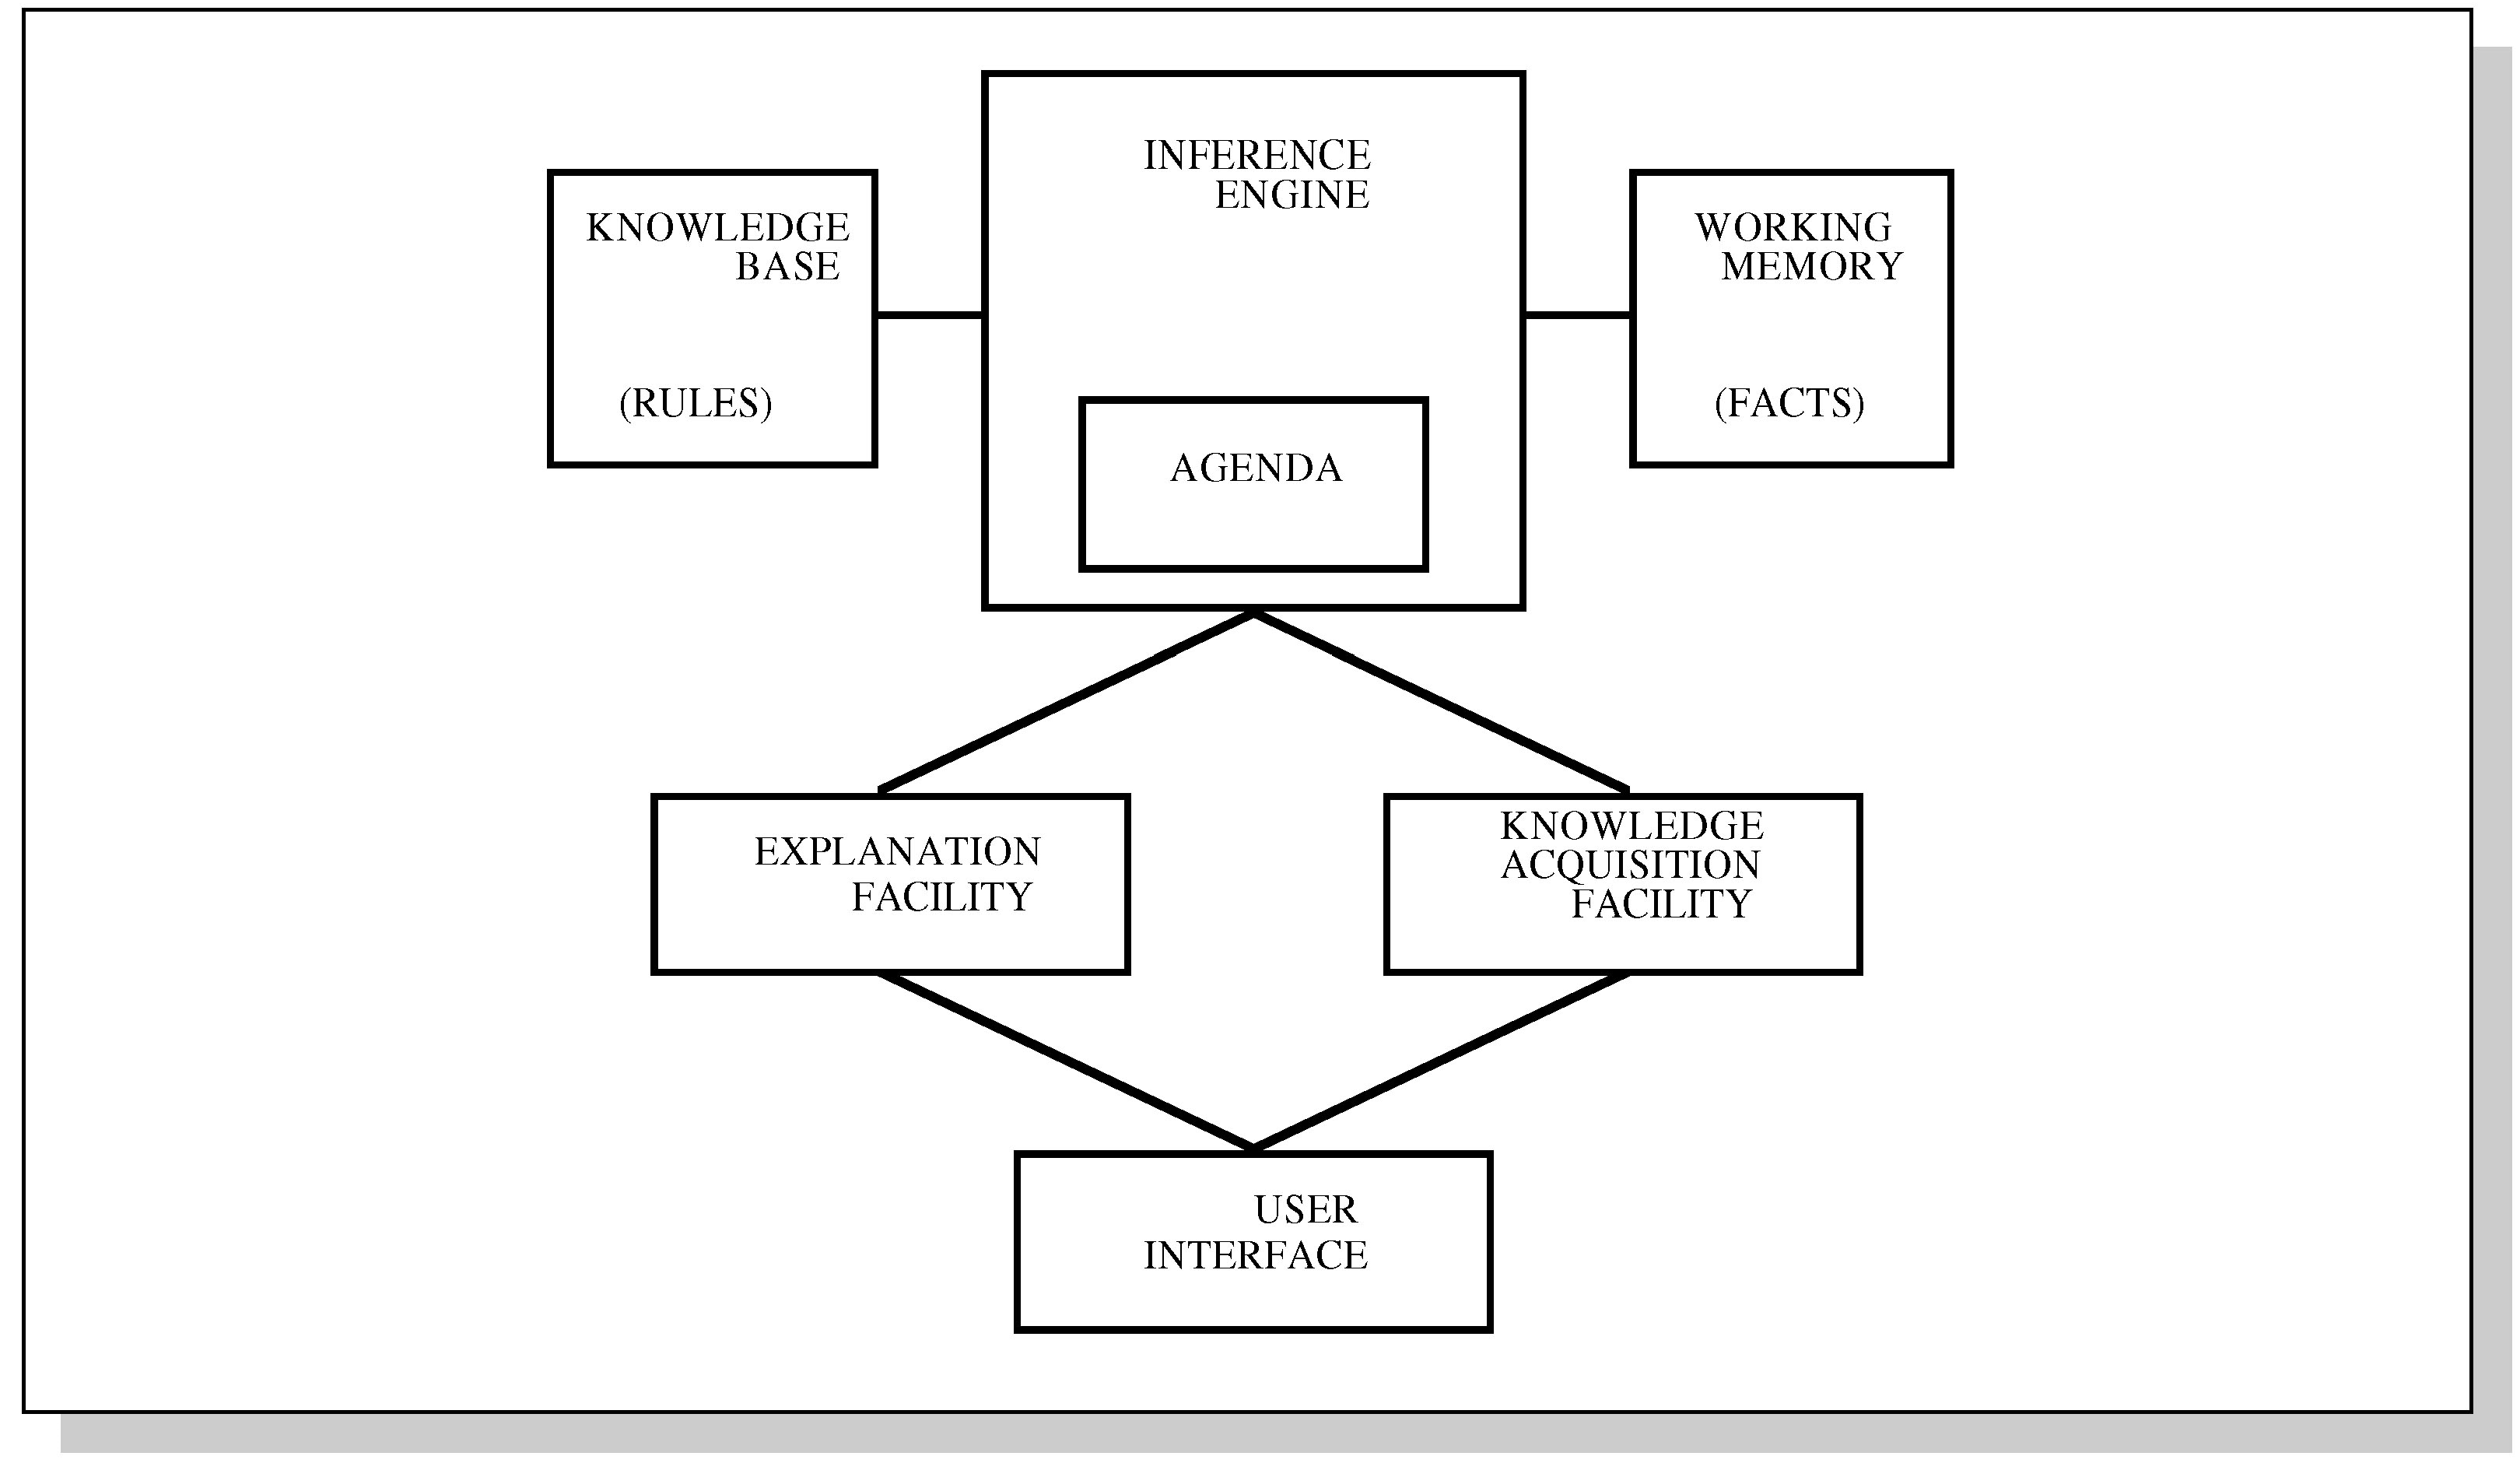 INFERENCE
ENGINE
KNOWLEDGE
BASE
(RULES)
WORKING
MEMORY
(FACTS)
AGENDA
EXPLANATION
FACILITY
KNOWLEDGE
ACQUISITION
FACILITY
USER
INTERFACE